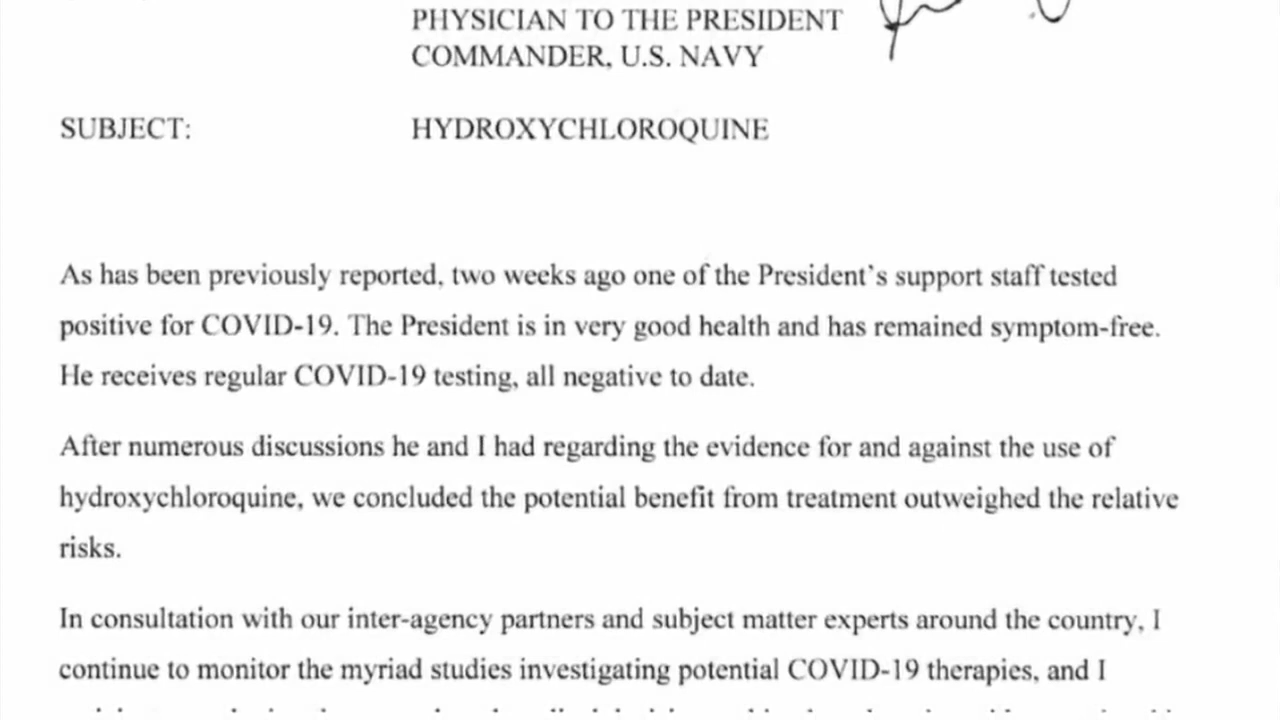 PHYSICIAN TO THE PRESIDENT
COMMANDER, U.S. NAVY
SUBJECT: HYDROXYCHLOROQUINE
As has been previously reported, two weeks ago one of the President's support staff tested
positive for COVID-19. The President is in very good health and has remained symptom-free.
He receives regular COVID-19 testing, all negative to date.
After numerous discussions he and I had regarding the evidence for and against the use of
hydroxychloroquine, we concluded the potential benefit from treatment outweighed the relative
risks.
In consultation with our inter-agency partners and subject matter experts around the country, I
continue to monitor the myriad studies investigating potential COVID-19 therapies, and I